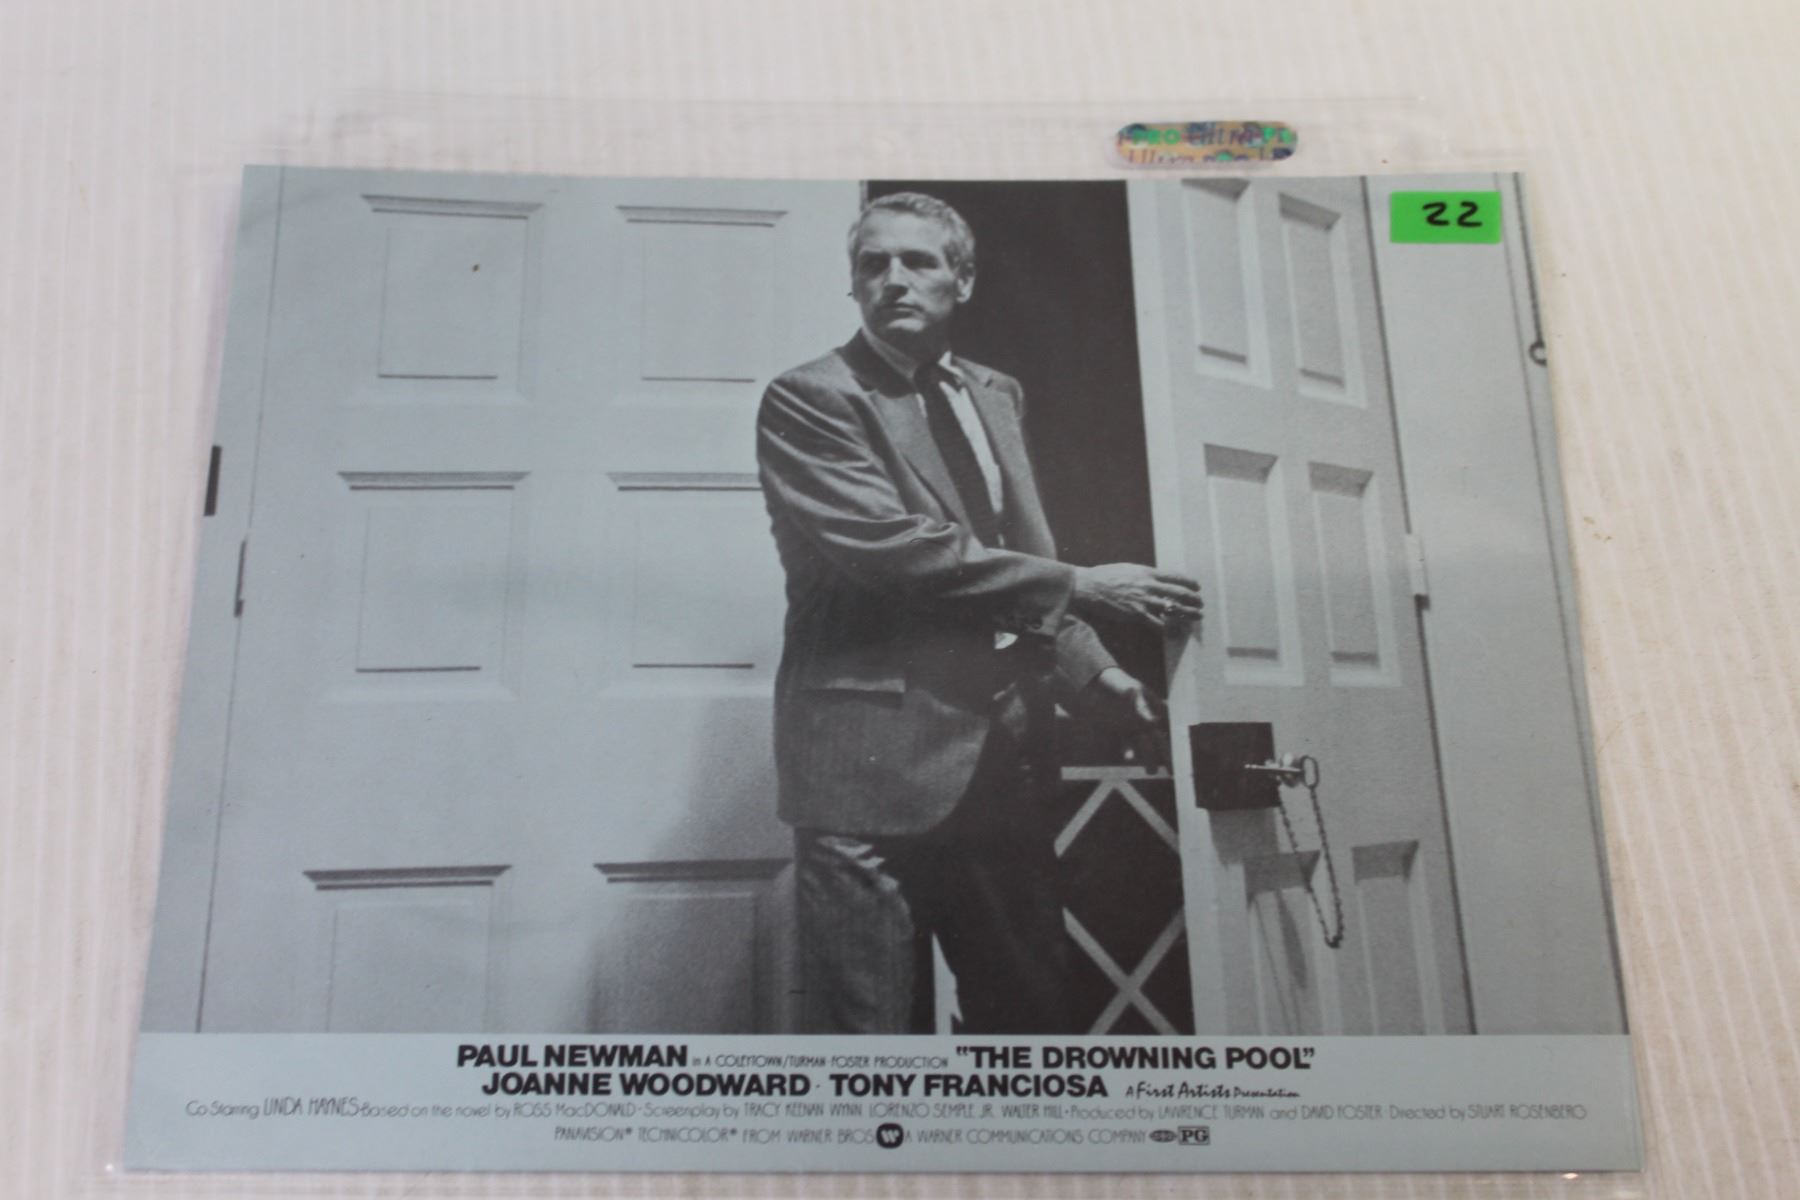 PRO
22
PAUL NEWMAN in A COLEYTOWN/TURMAN-FOSTER PRODUCTION "THE DROWNING POOL"
JOANNE WOODWARD · TONY FRANCIOSA A First Artists Presentation
Co Starring LINDA HAYNES · Based on the novel by ROSS MacDONALD · Screenplay by TRACY KEENAN WYNN LORENZO SEMPLE JR. WALTER HILL · Produced by LAWRENCE TURMAN and DAVID FOSTER Directed by STUART ROSENBERG
PANAVISION® TECHNICOLOR® FROM WARNER BROS A WARNER COMMUNICATIONS COMPANY PG